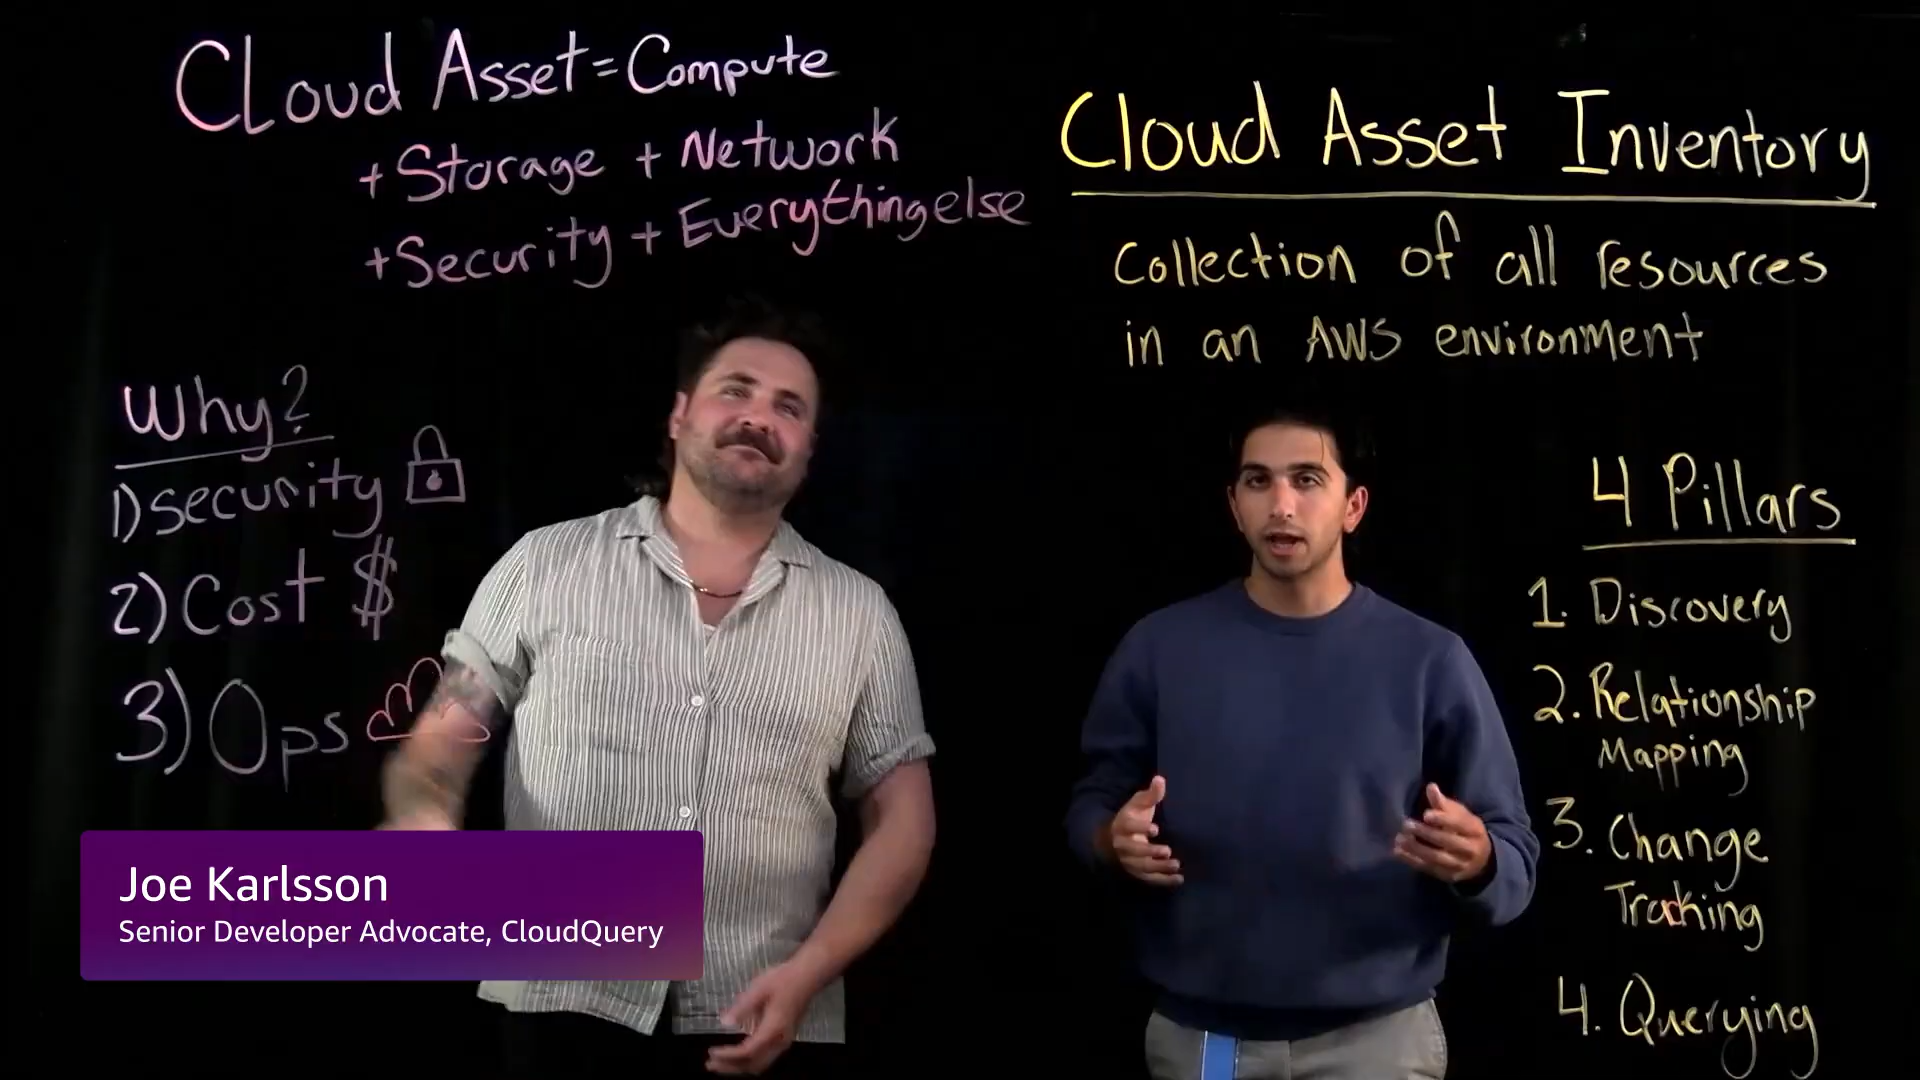 Cloud Asset = Compute
+ Storage + Network
+ Security + Everything else
Why?
1) security
2) Cost $
3) Ops
Cloud Asset Inventory
Collection of all resources
in an AWS environment
4 Pillars
1. Discovery
2. Relationship
Mapping
3. Change
Tracking
4. Querying
Joe Karlsson
Senior Developer Advocate, CloudQuery